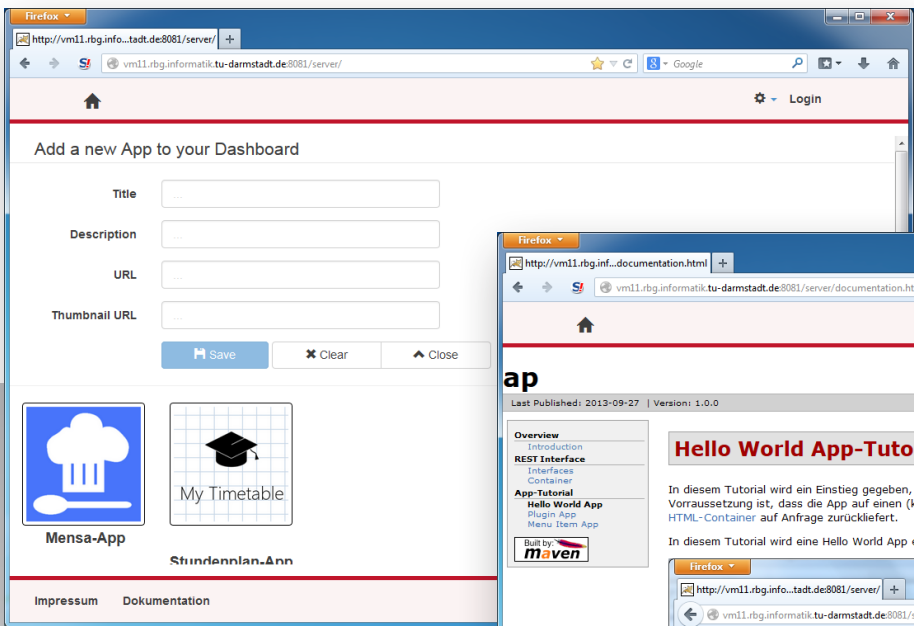 Firefox
http://vm11.rbg.info...tadt.de:8081/server/
vm11.rbg.informatik.tu-darmstadt.de:8081/server/
Google
Login
Add a new App to your Dashboard
Title
...
Description
...
URL
...
Thumbnail URL
...
Save
Clear
Close
My Timetable
Mensa-App
Stundenplan-App
Impressum
Dokumentation
Firefox
http://vm11.rbg.inf...documentation.html
vm11.rbg.informatik.tu-darmstadt.de:8081/server/documentation.ht
ap
Last Published: 2013-09-27 | Version: 1.0.0
Overview
Introduction
REST Interface
Interfaces
Container
App-Tutorial
Hello World App
Plugin App
Menu Item App
Built by:
maven
Hello World App-Tuto
In diesem Tutorial wird ein Einstieg gegeben,
Vorraussetzung ist, dass die App auf einen (k
HTML-Container auf Anfrage zurückliefert.
In diesem Tutorial wird eine Hello World App e
Firefox
http://vm11.rbg.info...tadt.de:8081/server/
vm11.rbg.informatik.tu-darmstadt.de:8081/s